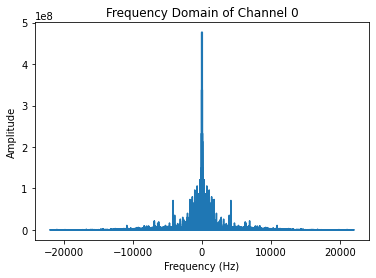 Frequency Domain of Channel 0
1e8
5
4
3
2
1
0
Amplitude
−20000 −10000 0 10000 20000
Frequency (Hz)